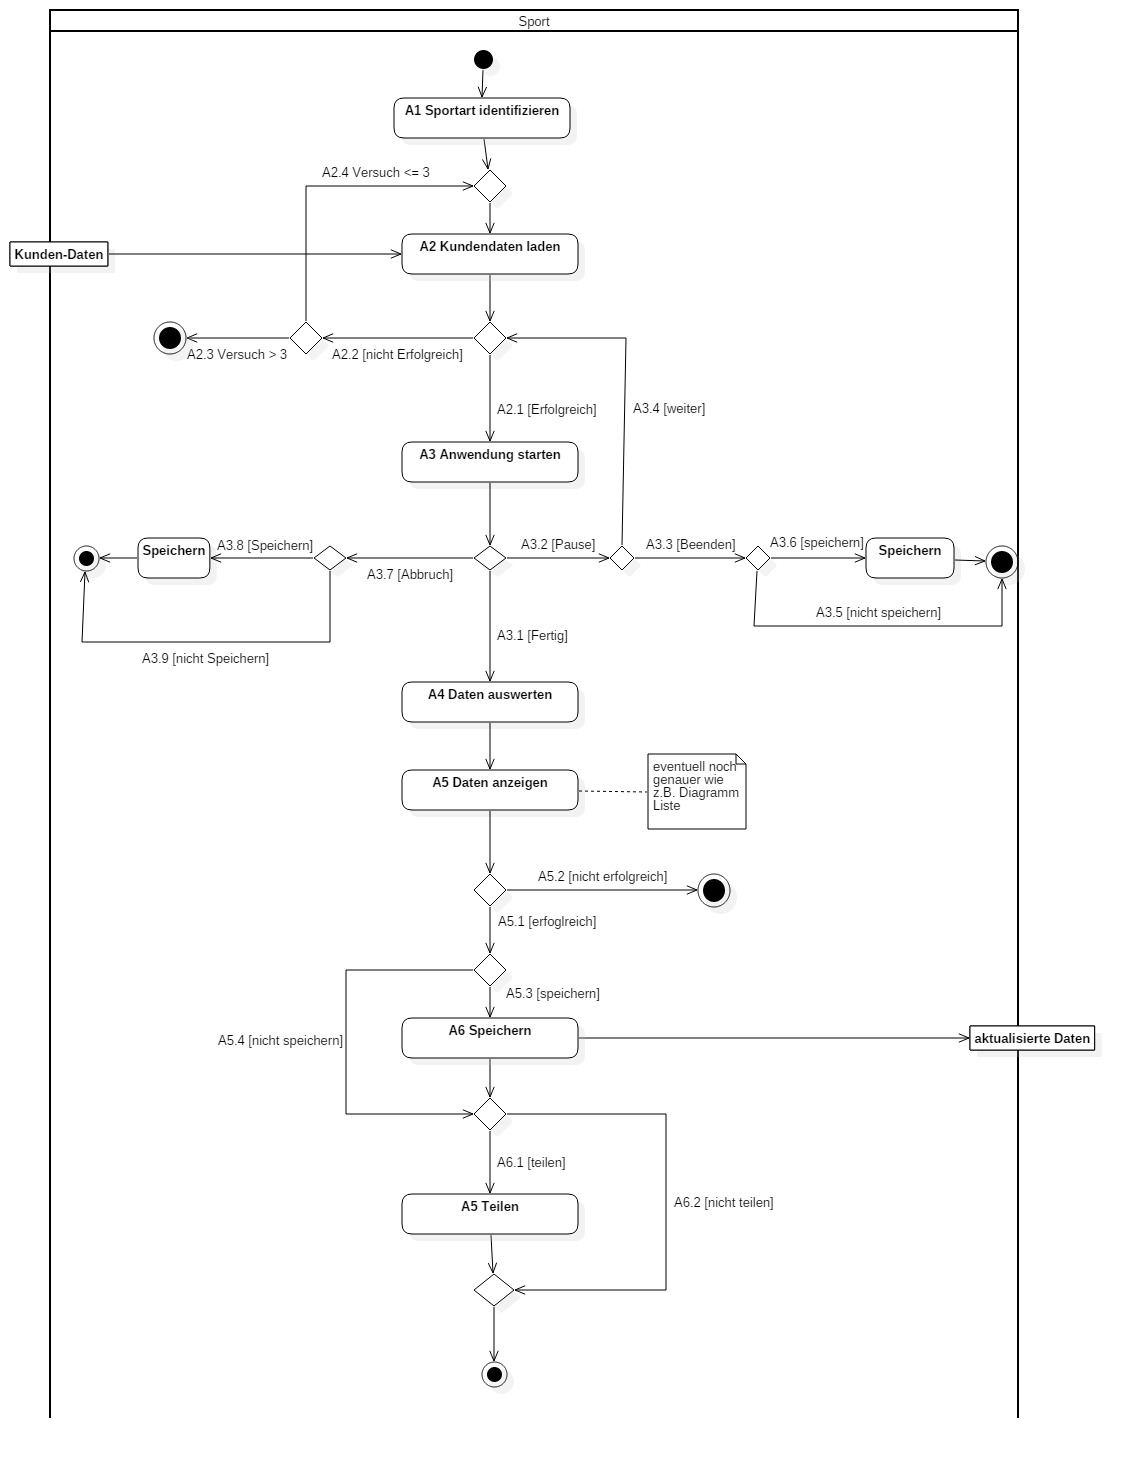 Sport
A1 Sportart identifizieren
A2.4 Versuch <= 3
Kunden-Daten
A2 Kundendaten laden
A2.3 Versuch > 3
A2.2 [nicht Erfolgreich]
A2.1 [Erfolgreich]
A3.4 [weiter]
A3 Anwendung starten
Speichern
A3.8 [Speichern]
A3.7 [Abbruch]
A3.2 [Pause]
A3.3 [Beenden]
A3.6 [speichern]
Speichern
A3.5 [nicht speichern]
A3.1 [Fertig]
A3.9 [nicht Speichern]
A4 Daten auswerten
A5 Daten anzeigen
eventuell noch
genauer wie
z.B. Diagramm
Liste
A5.2 [nicht erfolgreich]
A5.1 [erfoglreich]
A5.3 [speichern]
A5.4 [nicht speichern]
A6 Speichern
aktualisierte Daten
A6.1 [teilen]
A6.2 [nicht teilen]
A5 Teilen